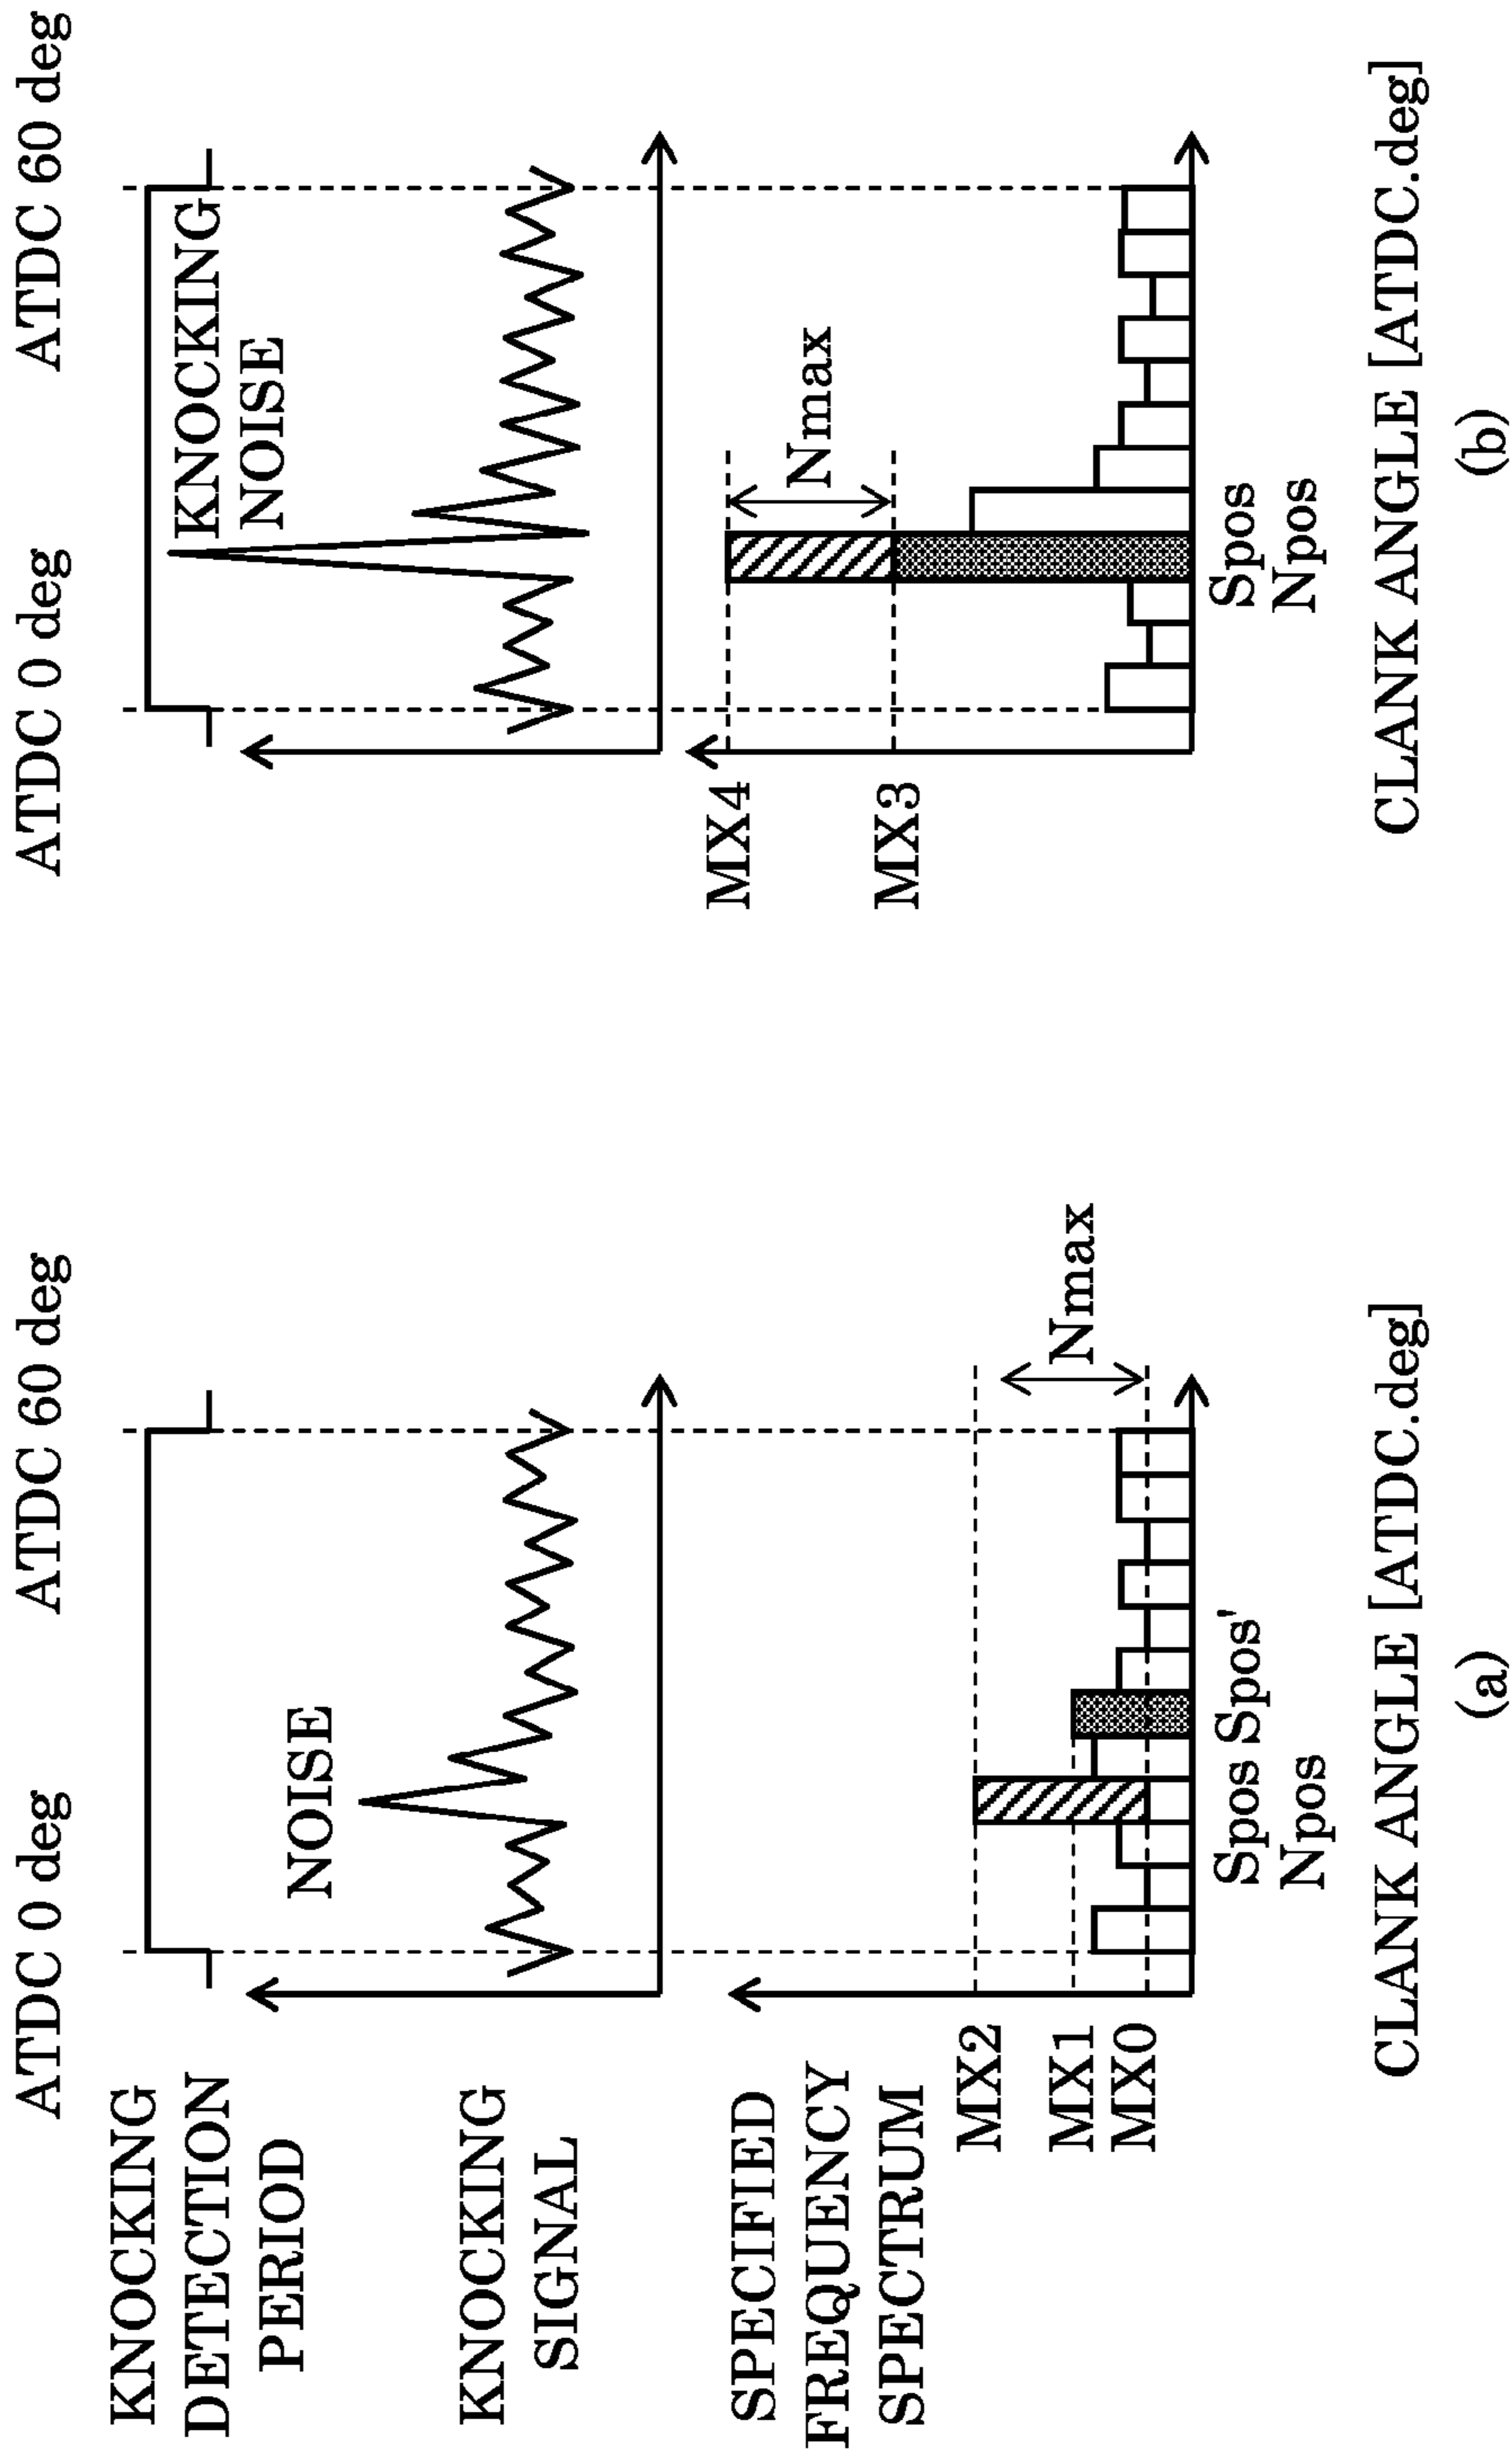 ATDC 0 deg
ATDC 60 deg
KNOCKING
DETECTION
PERIOD
NOISE
KNOCKING
SIGNAL
SPECIFIED
FREQUENCY
SPECTRUM
MX2
MX1
MX0
Nmax
Spos Spos'
Npos
CLANK ANGLE [ATDC.deg]
(a)
ATDC 0 deg
ATDC 60 deg
KNOCKING
NOISE
MX4
MX3
Nmax
Spos
Npos
CLANK ANGLE [ATDC.deg]
(b)